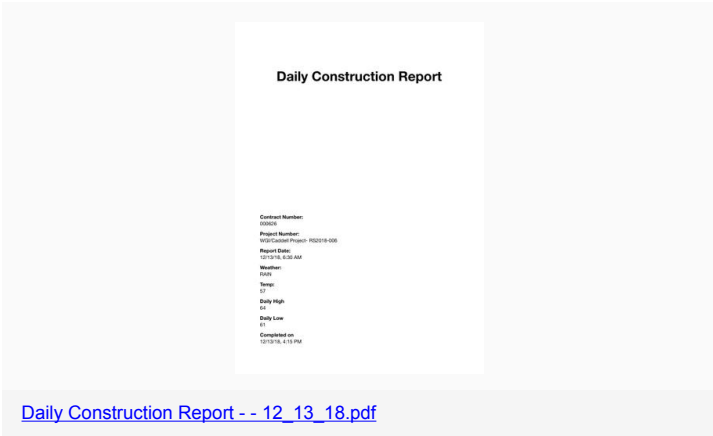 Daily Construction Report
Contract Number:
000626
Project Number:
WGI/Caddell Project- RS2018-006
Report Date:
12/13/18, 6:30 AM
Weather:
RAIN
Temp:
57
Daily High
64
Daily Low
61
Completed on
12/13/18, 4:15 PM
Daily Construction Report - - 12_13_18.pdf